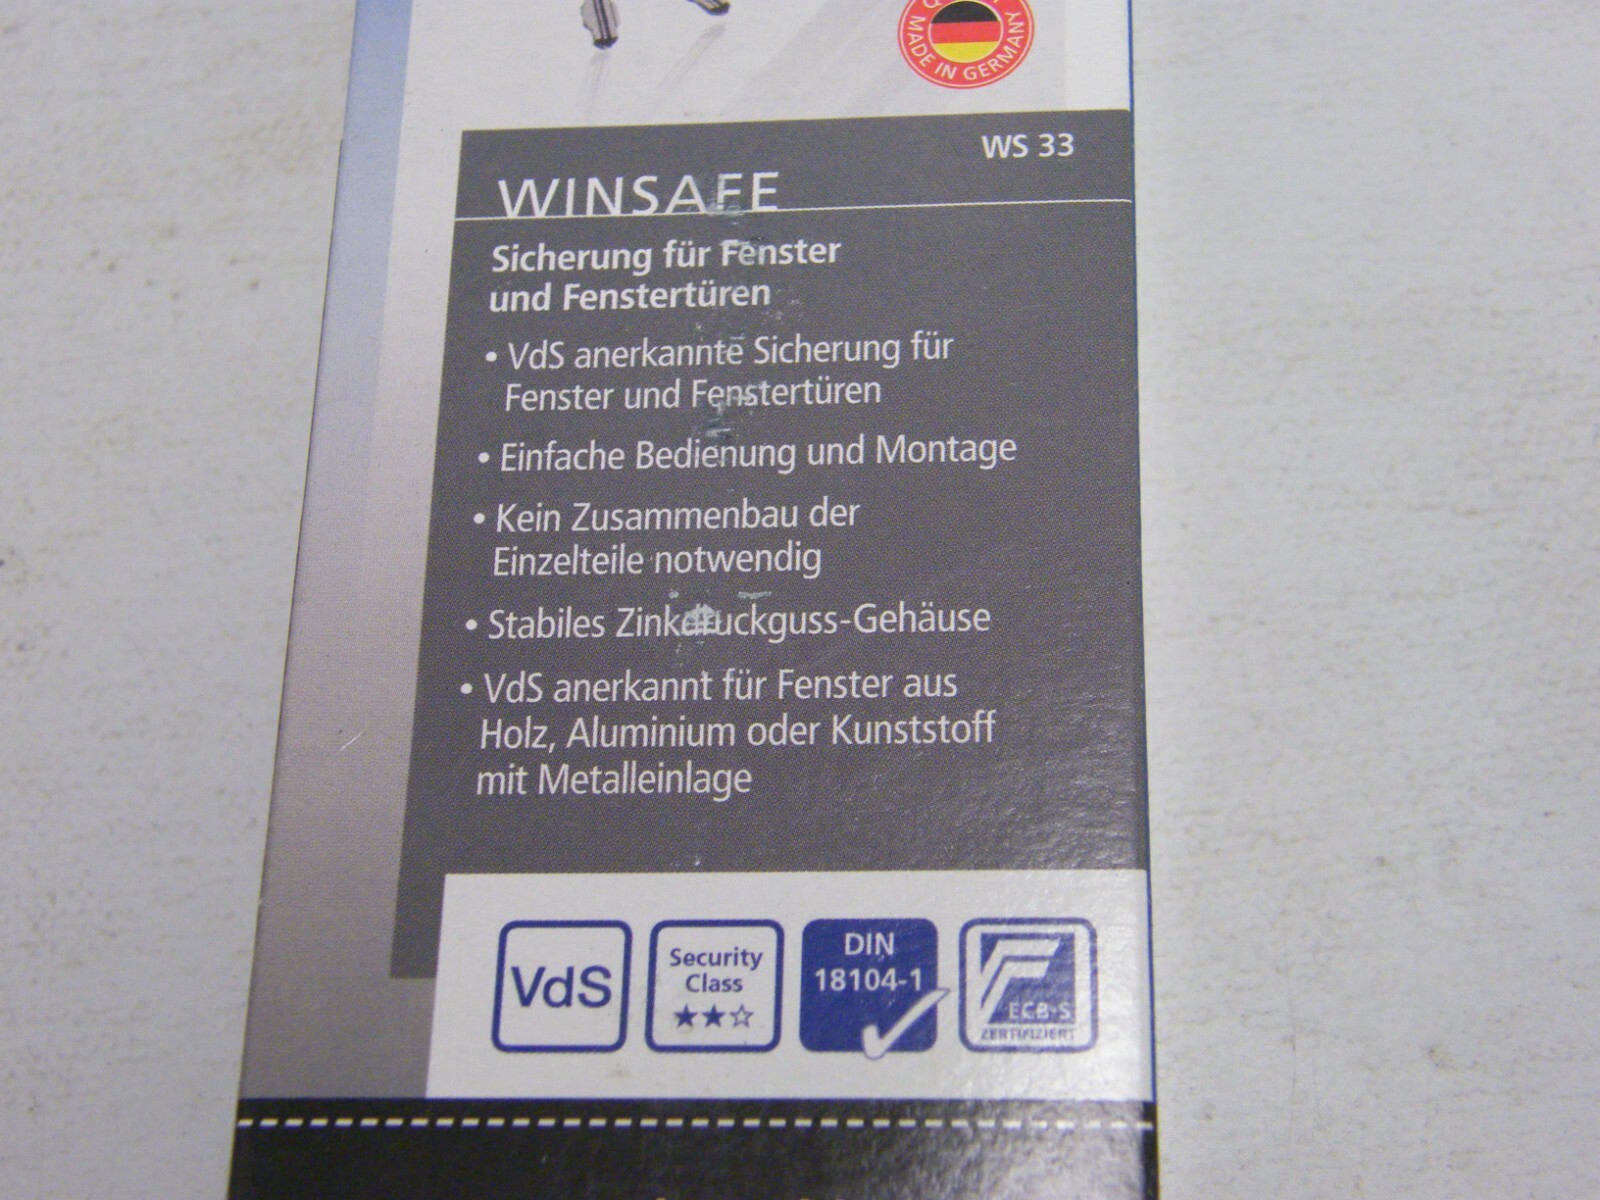 MADE IN GERMANY
WS 33
WINSAFE
Sicherung für Fenster
und Fenstertüren
• VdS anerkannte Sicherung für
Fenster und Fenstertüren
• Einfache Bedienung und Montage
• Kein Zusammenbau der
Einzelteile notwendig
• Stabiles Zinkdruckguss-Gehäuse
• VdS anerkannt für Fenster aus
Holz, Aluminium oder Kunststoff
mit Metalleinlage
VdS
Security
Class
★★☆
DIN
18104-1
ECB•S
ZERTIFIZIERT